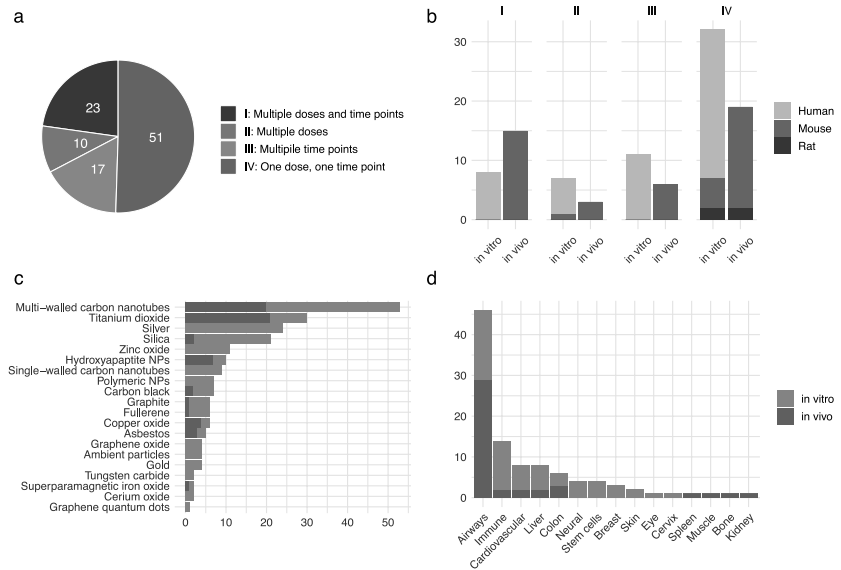 a
23
10
17
51
I: Multiple doses and time points
II: Multiple doses
III: Multipile time points
IV: One dose, one time point
b
I II III IV
30
20
10
0
in vitro in vivo in vitro in vivo in vitro in vivo in vitro in vivo
Human
Mouse
Rat
c
Multi-walled carbon nanotubes
Titanium dioxide
Silver
Silica
Zinc oxide
Hydroxyapaptite NPs
Single-walled carbon nanotubes
Polymeric NPs
Carbon black
Graphite
Fullerene
Copper oxide
Asbestos
Graphene oxide
Ambient particles
Gold
Tungsten carbide
Superparamagnetic iron oxide
Cerium oxide
Graphene quantum dots
0 10 20 30 40 50
d
40
30
20
10
0
Airways Immune Cardiovascular Liver Colon Neural Stem cells Breast Skin Eye Cervix Spleen Muscle Bone Kidney
in vitro
in vivo